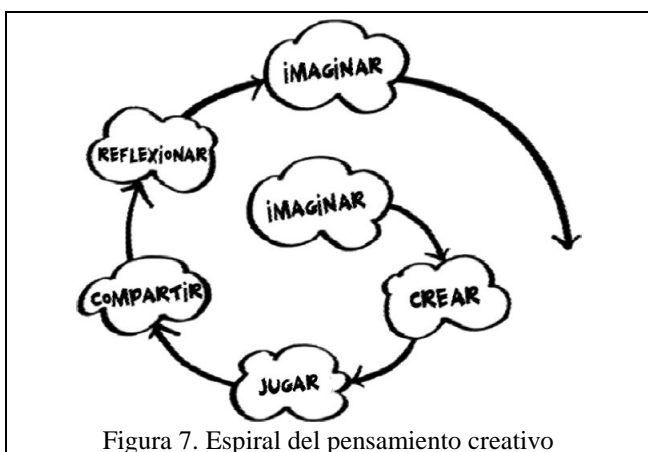 iMAGiNAR
REFLEXiONAR
iMAGiNAR
COMPARTiR
CREAR
JUGAR
Figura 7. Espiral del pensamiento creativo